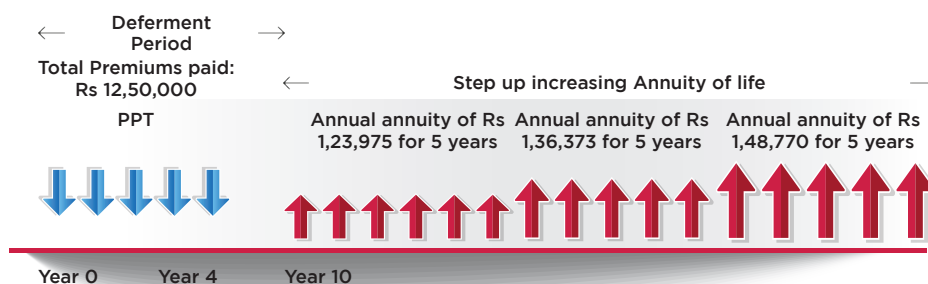 Deferment
Period
Total Premiums paid:
Rs 12,50,000
Step up increasing Annuity of life
PPT
Annual annuity of Rs
1,23,975 for 5 years
Annual annuity of Rs
1,36,373 for 5 years
Annual annuity of Rs
1,48,770 for 5 years
Year 0
Year 4
Year 10